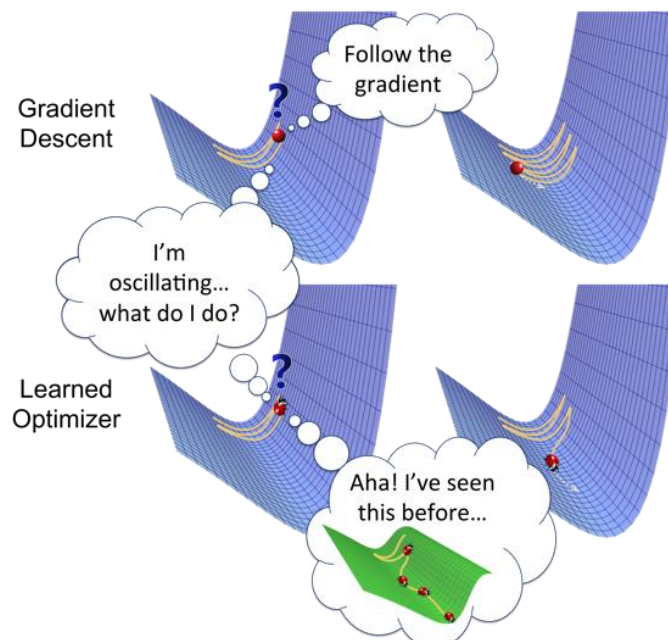 Follow the
gradient
Gradient
Descent
?
I'm
oscillating...
what do I do?
?
Learned
Optimizer
Aha! I've seen
this before...